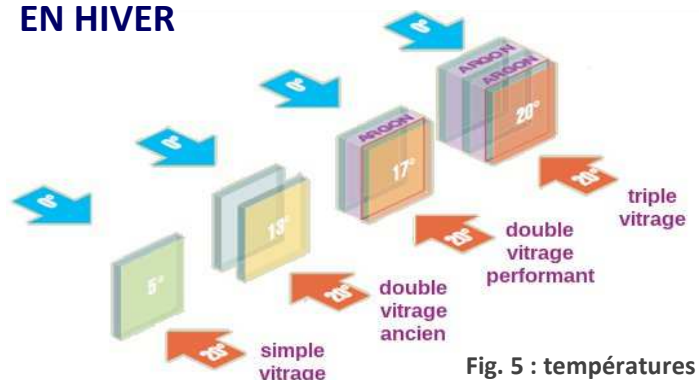 EN HIVER
0°
ARGON
ARGON
20°
0°
ARGON
17°
0°
13°
0°
5°
20°
triple
vitrage
20°
double
vitrage
performant
20°
double
vitrage
ancien
20°
simple
vitrage
Fig. 5 : températures